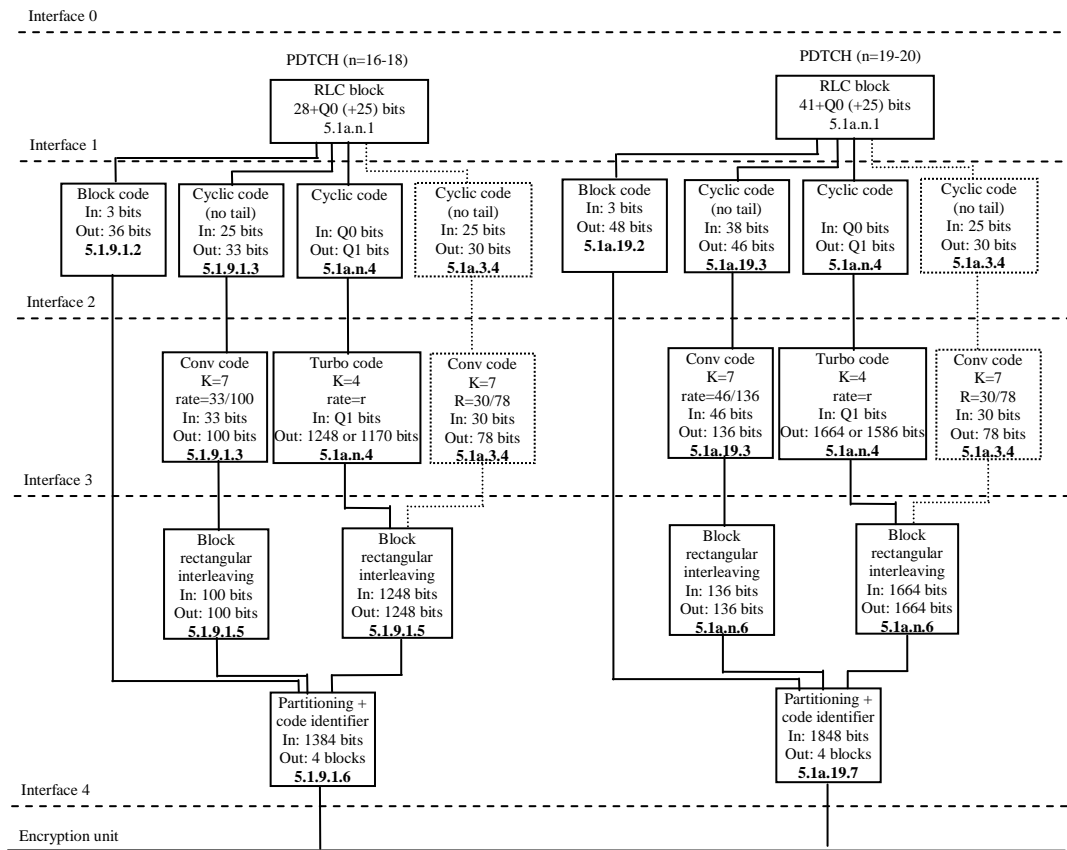 Interface 0
PDTCH (n=16-18)
RLC block
28+Q0 (+25) bits
5.1a.n.1
PDTCH (n=19-20)
RLC block
41+Q0 (+25) bits
5.1a.n.1
Interface 1
Block code
In: 3 bits
Out: 36 bits
5.1.9.1.2
Cyclic code
(no tail)
In: 25 bits
Out: 33 bits
5.1.9.1.3
Cyclic code
In: Q0 bits
Out: Q1 bits
5.1a.n.4
Cyclic code
(no tail)
In: 25 bits
Out: 30 bits
5.1a.3.4
Block code
In: 3 bits
Out: 48 bits
5.1a.19.2
Cyclic code
(no tail)
In: 38 bits
Out: 46 bits
5.1a.19.3
Cyclic code
In: Q0 bits
Out: Q1 bits
5.1a.n.4
Cyclic code
(no tail)
In: 25 bits
Out: 30 bits
5.1a.3.4
Interface 2
Conv code
K=7
rate=33/100
In: 33 bits
Out: 100 bits
5.1.9.1.3
Turbo code
K=4
rate=r
In: Q1 bits
Out: 1248 or 1170 bits
5.1a.n.4
Conv code
K=7
R=30/78
In: 30 bits
Out: 78 bits
5.1a.3.4
Conv code
K=7
rate=46/136
In: 46 bits
Out: 136 bits
5.1a.19.3
Turbo code
K=4
rate=r
In: Q1 bits
Out: 1664 or 1586 bits
5.1a.n.4
Conv code
K=7
R=30/78
In: 30 bits
Out: 78 bits
5.1a.3.4
Interface 3
Block
rectangular
interleaving
In: 100 bits
Out: 100 bits
5.1.9.1.5
Block
rectangular
interleaving
In: 1248 bits
Out: 1248 bits
5.1.9.1.5
Block
rectangular
interleaving
In: 136 bits
Out: 136 bits
5.1a.n.6
Block
rectangular
interleaving
In: 1664 bits
Out: 1664 bits
5.1a.n.6
Partitioning +
code identifier
In: 1384 bits
Out: 4 blocks
5.1.9.1.6
Partitioning +
code identifier
In: 1848 bits
Out: 4 blocks
5.1a.19.7
Interface 4
Encryption unit